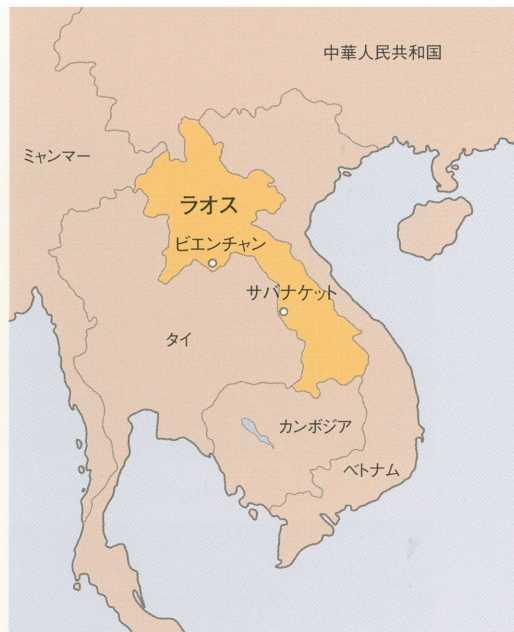 中華人民共和国
ミャンマー
ラオス
ビエンチャン
サバナケット
タイ
カンボジア
ベトナム